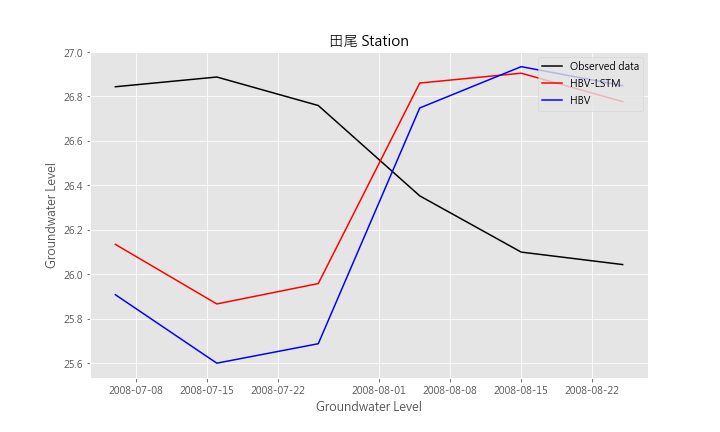 田尾 Station
27.0
26.8
26.6
26.4
26.2
26.0
25.8
25.6
Groundwater Level
Observed data
HBV-LSTM
HBV
2008-07-08 2008-07-15 2008-07-22 2008-08-01 2008-08-08 2008-08-15 2008-08-22
Groundwater Level